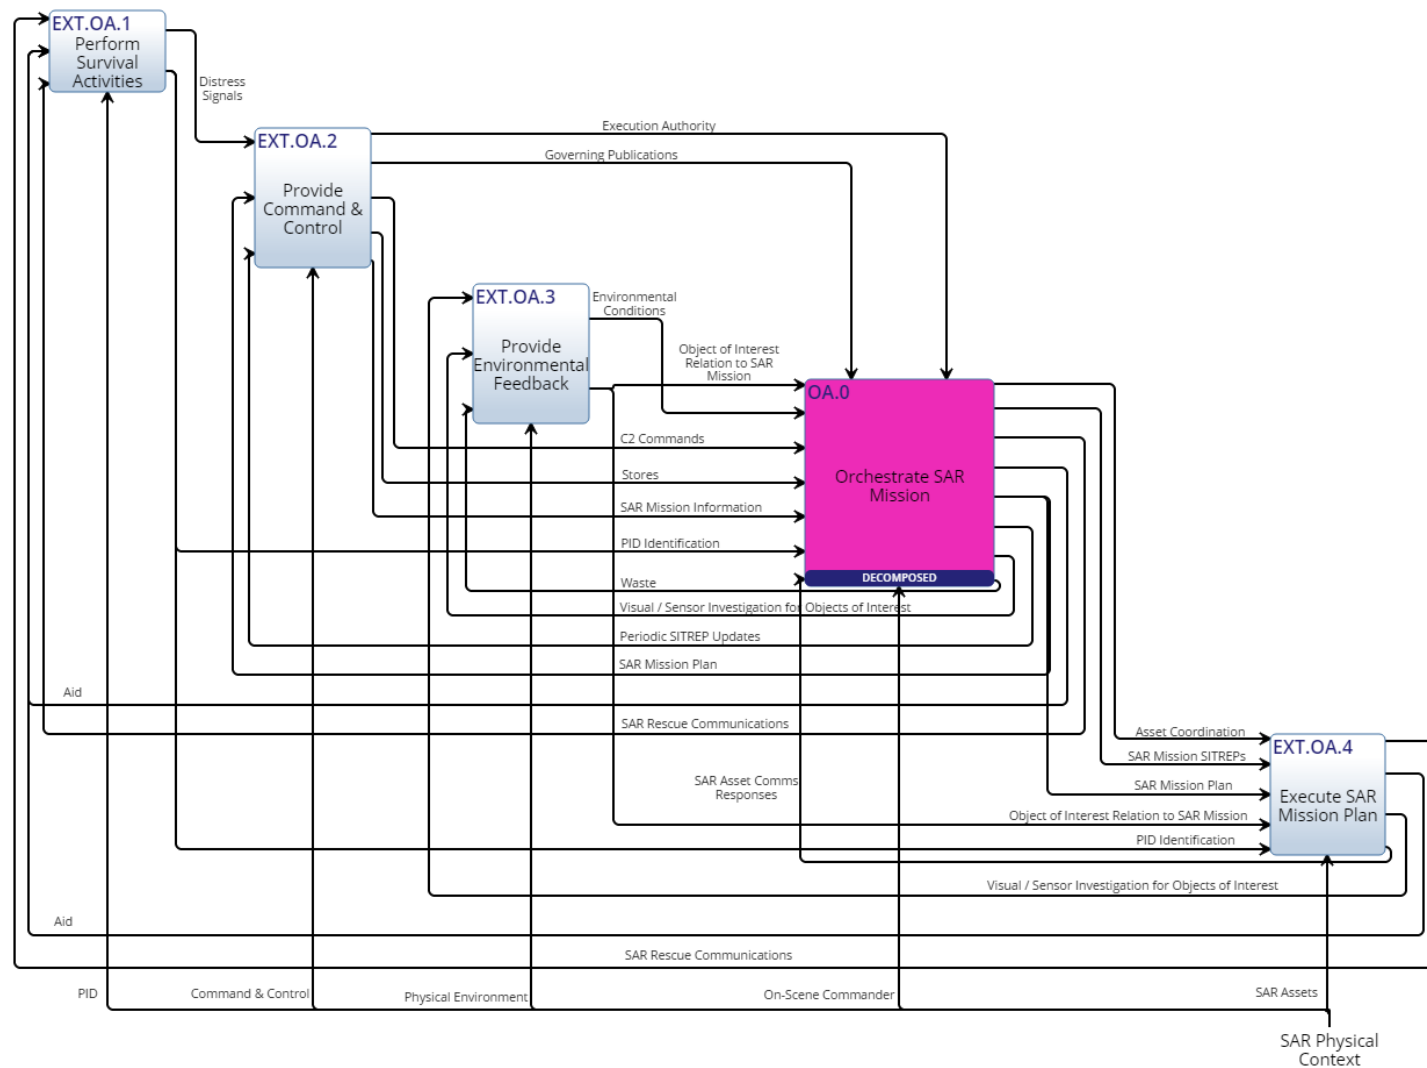 EXT.OA.1
Perform
Survival
Activities
Distress
Signals
EXT.OA.2
Provide
Command &
Control
Execution Authority
Governing Publications
EXT.OA.3
Provide
Environmental
Feedback
Environmental
Conditions
Object of Interest
Relation to SAR
Mission
OA.0
Orchestrate SAR
Mission
DECOMPOSED
C2 Commands
Stores
SAR Mission Information
PID Identification
Waste
Visual / Sensor Investigation for Objects of Interest
Periodic SITREP Updates
SAR Mission Plan
Aid
SAR Rescue Communications
Asset Coordination
SAR Mission SITREPs
SAR Mission Plan
Object of Interest Relation to SAR Mission
PID Identification
EXT.OA.4
Execute SAR
Mission Plan
SAR Asset Comms
Responses
Visual / Sensor Investigation for Objects of Interest
Aid
SAR Rescue Communications
PID
Command & Control
Physical Environment
On-Scene Commander
SAR Assets
SAR Physical
Context